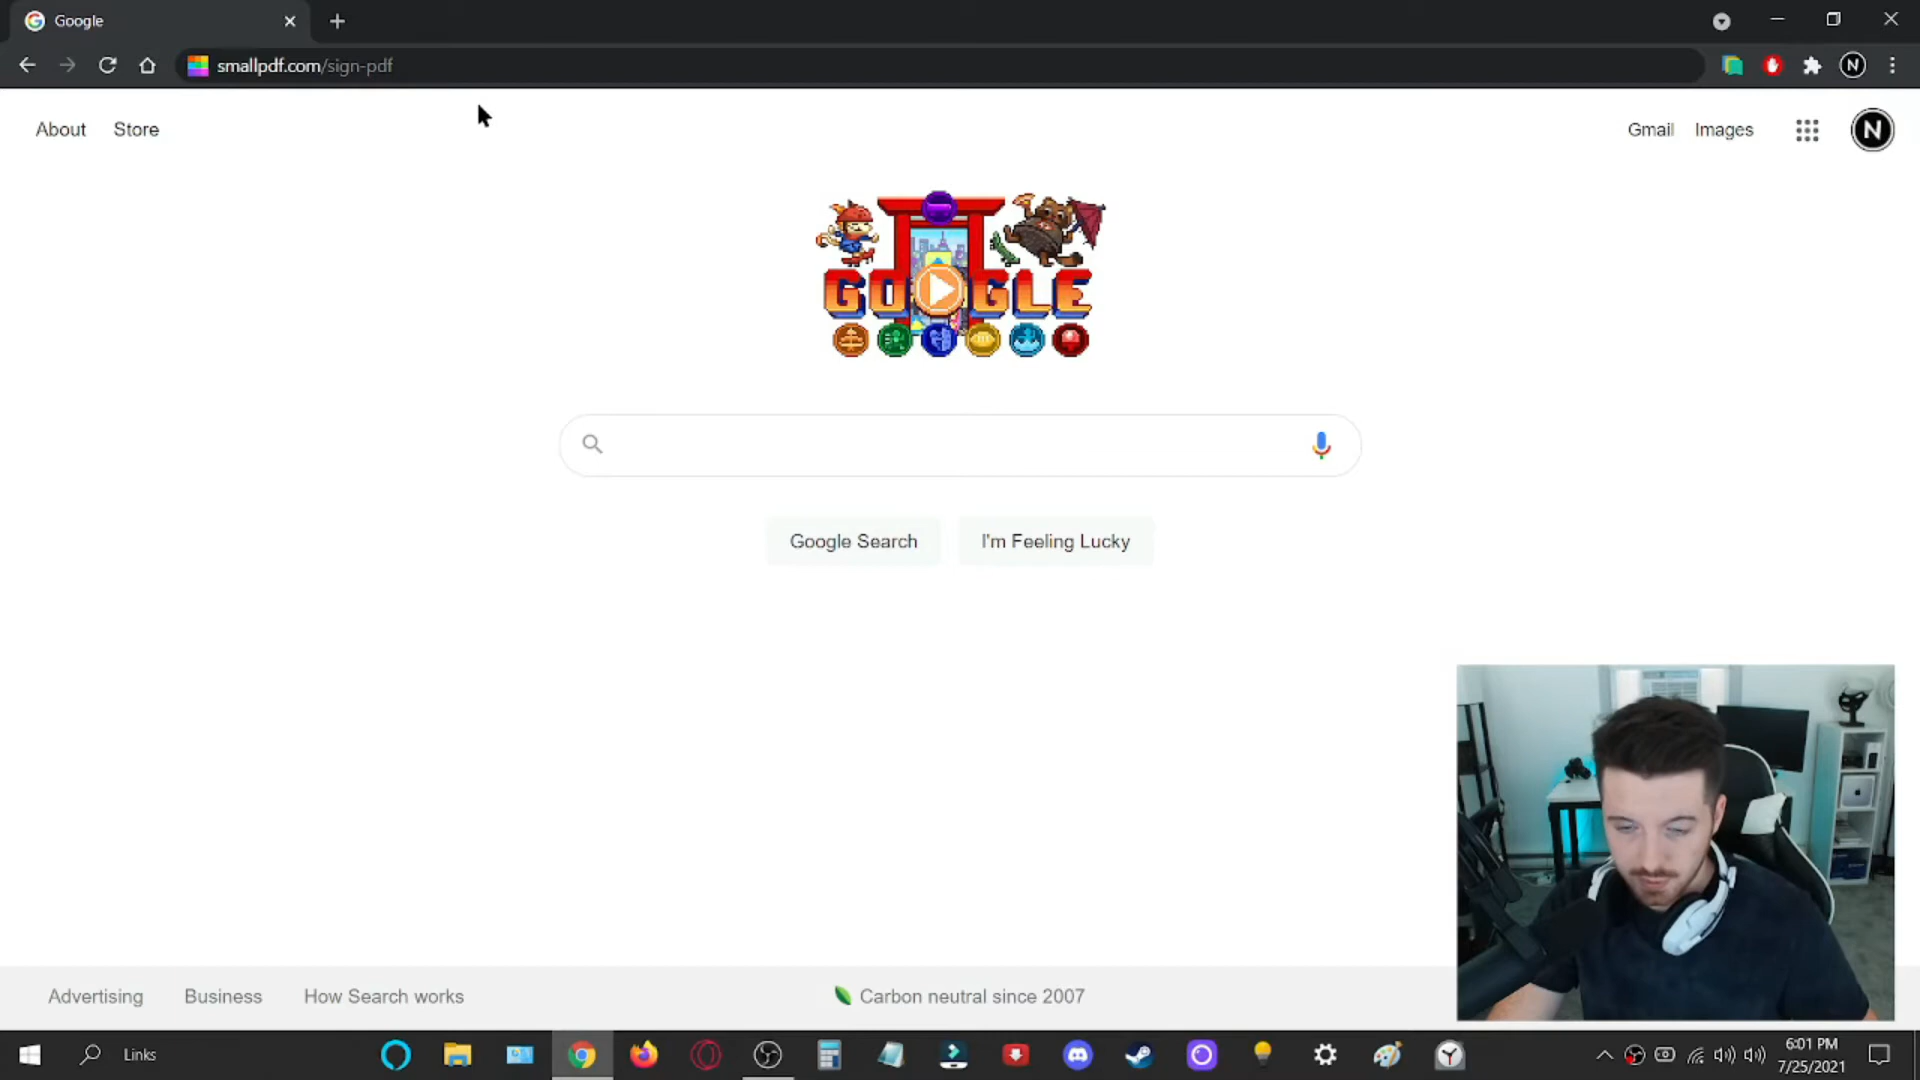 Google
smallpdf.com/sign-pdf
N
About Store
Gmail Images
N
GOOGLE
Google Search I'm Feeling Lucky
Advertising Business How Search works
Carbon neutral since 2007
Links
6:01 PM
7/25/2021